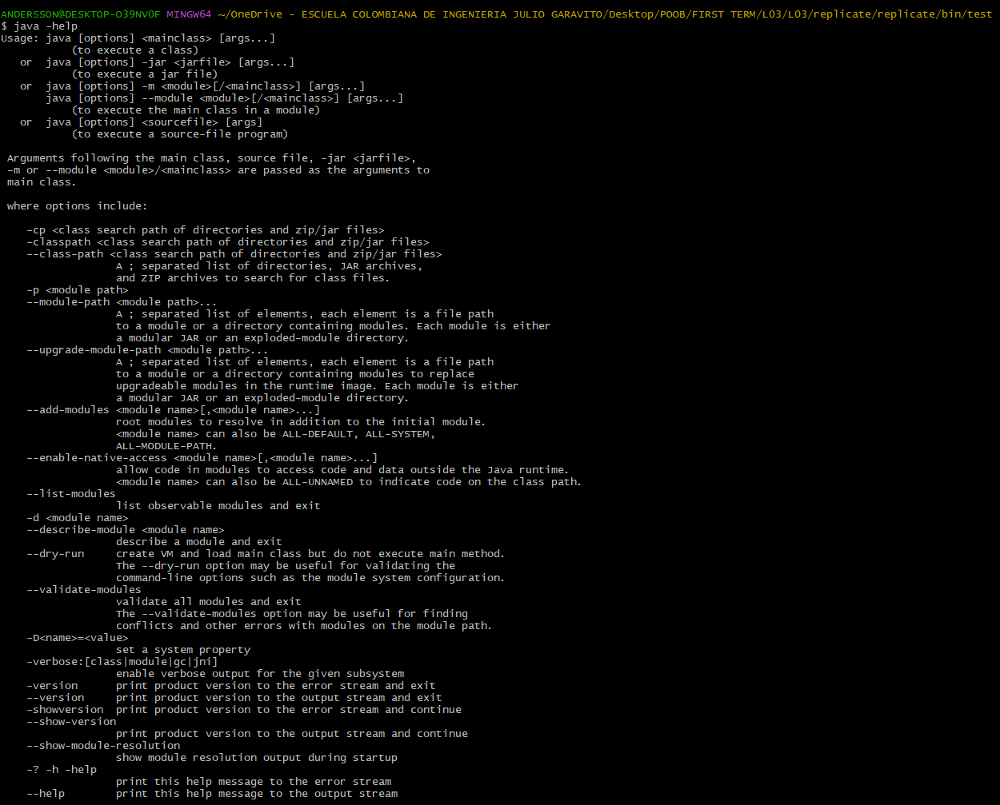 ANDERSSON@DESKTOP-O39NVOF MINGW64 ~/OneDrive - ESCUELA COLOMBIANA DE INGENIERIA JULIO GARAVITO/Desktop/POOB/FIRST TERM/L03/L03/replicate/replicate/bin/test
$ java -help
Usage: java [options] <mainclass> [args...]
           (to execute a class)
   or  java [options] -jar <jarfile> [args...]
           (to execute a jar file)
   or  java [options] -m <module>[/<mainclass>] [args...]
       java [options] --module <module>[/<mainclass>] [args...]
           (to execute the main class in a module)
   or  java [options] <sourcefile> [args]
           (to execute a source-file program)

 Arguments following the main class, source file, -jar <jarfile>,
 -m or --module <module>/<mainclass> are passed as the arguments to
 main class.

 where options include:

    -cp <class search path of directories and zip/jar files>
    -classpath <class search path of directories and zip/jar files>
    --class-path <class search path of directories and zip/jar files>
                  A ; separated list of directories, JAR archives,
                  and ZIP archives to search for class files.
    -p <module path>
    --module-path <module path>...
                  A ; separated list of elements, each element is a file path
                  to a module or a directory containing modules. Each module is either
                  a modular JAR or an exploded-module directory.
    --upgrade-module-path <module path>...
                  A ; separated list of elements, each element is a file path
                  to a module or a directory containing modules to replace
                  upgradeable modules in the runtime image. Each module is either
                  a modular JAR or an exploded-module directory.
    --add-modules <module name>[,<module name>...]
                  root modules to resolve in addition to the initial module.
                  <module name> can also be ALL-DEFAULT, ALL-SYSTEM,
                  ALL-MODULE-PATH.
    --enable-native-access <module name>[,<module name>...]
                  allow code in modules to access code and data outside the Java runtime.
                  <module name> can also be ALL-UNNAMED to indicate code on the class path.
    --list-modules
                  list observable modules and exit
    -d <module name>
    --describe-module <module name>
                  describe a module and exit
    --dry-run     create VM and load main class but do not execute main method.
                  The --dry-run option may be useful for validating the
                  command-line options such as the module system configuration.
    --validate-modules
                  validate all modules and exit
                  The --validate-modules option may be useful for finding
                  conflicts and other errors with modules on the module path.
    -D<name>=<value>
                  set a system property
    -verbose:[class|module|gc|jni]
                  enable verbose output for the given subsystem
    -version      print product version to the error stream and exit
    --version     print product version to the output stream and exit
    -showversion  print product version to the error stream and continue
    --show-version
                  print product version to the output stream and continue
    --show-module-resolution
                  show module resolution output during startup
    -? -h -help
                  print this help message to the error stream
    --help        print this help message to the output stream